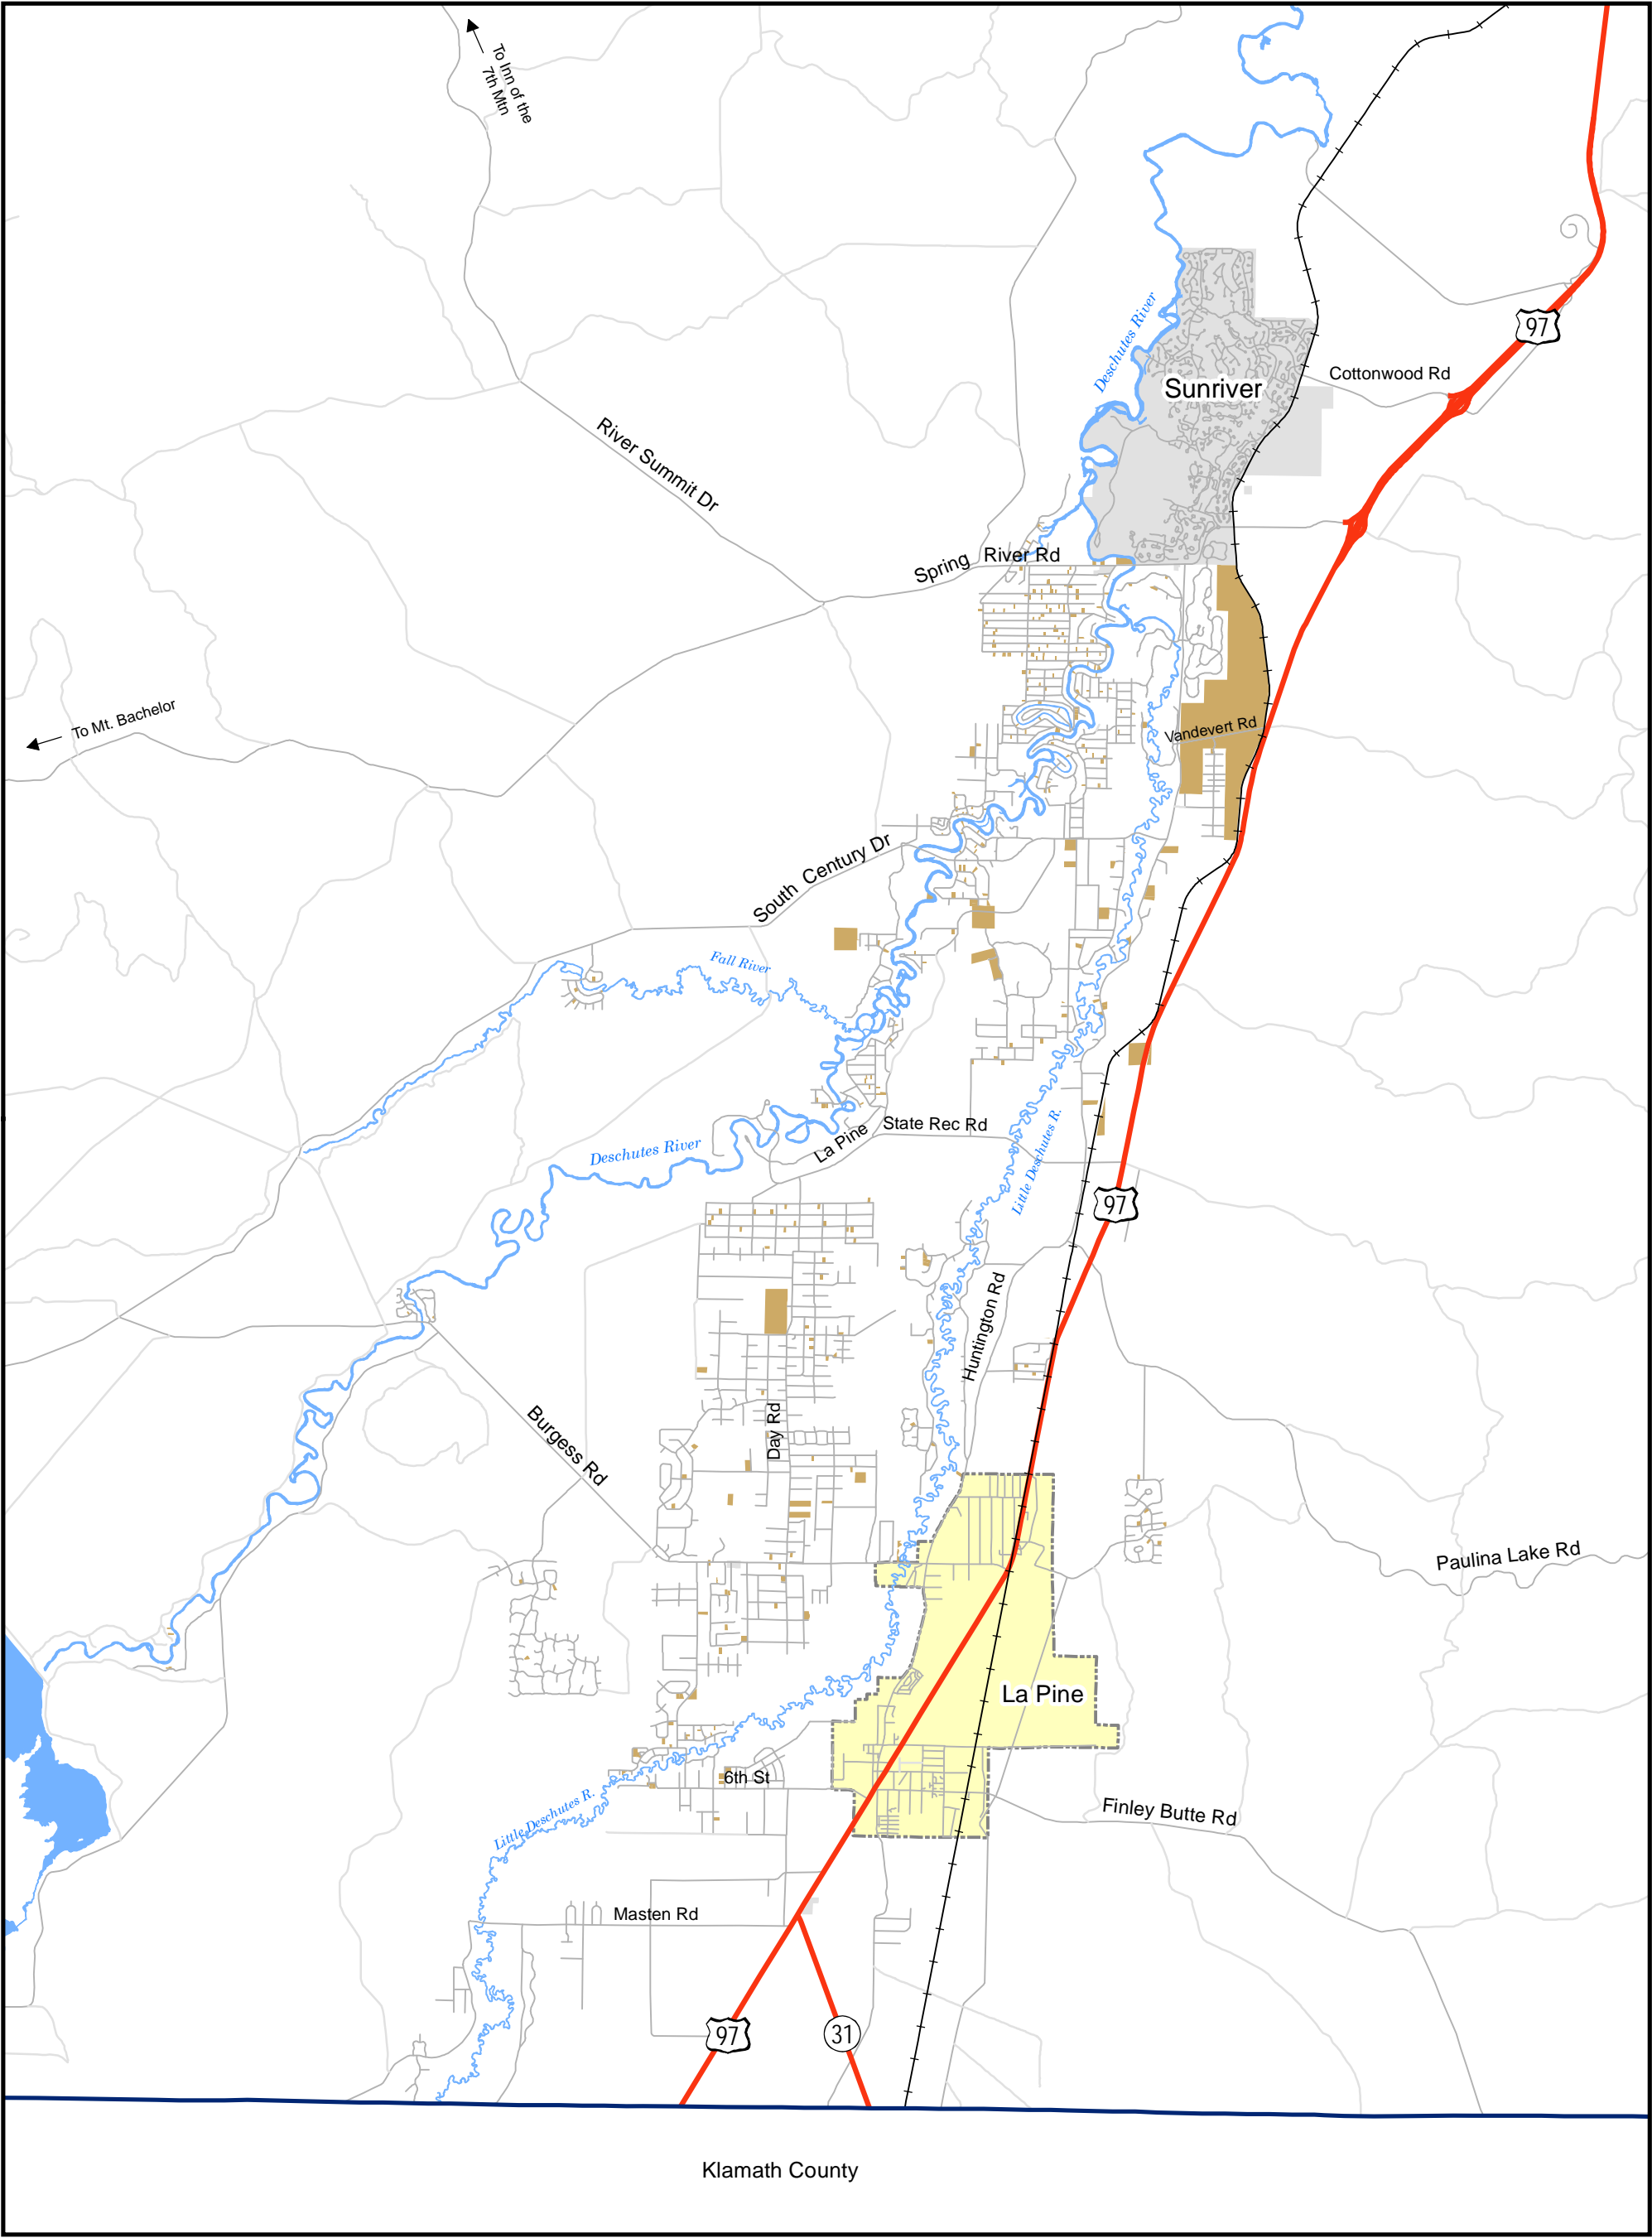 To Inn of the
7th Mtn
97
Deschutes River
Cottonwood Rd
Sunriver
River Summit Dr
Spring River Rd
To Mt. Bachelor
Vandevert Rd
South Century Dr
Fall River
State Rec Rd
La Pine
Deschutes River
Little Deschutes R.
97
Huntington Rd
Day Rd
Burgess Rd
Paulina Lake Rd
La Pine
6th St
Finley Butte Rd
Little Deschutes R.
Masten Rd
97
31
Klamath County